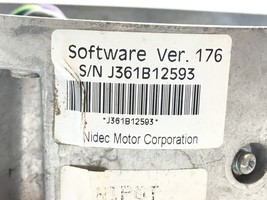 Software Ver. 176
S/N J361B12593
*J361B12593*
Nidec Motor Corporation